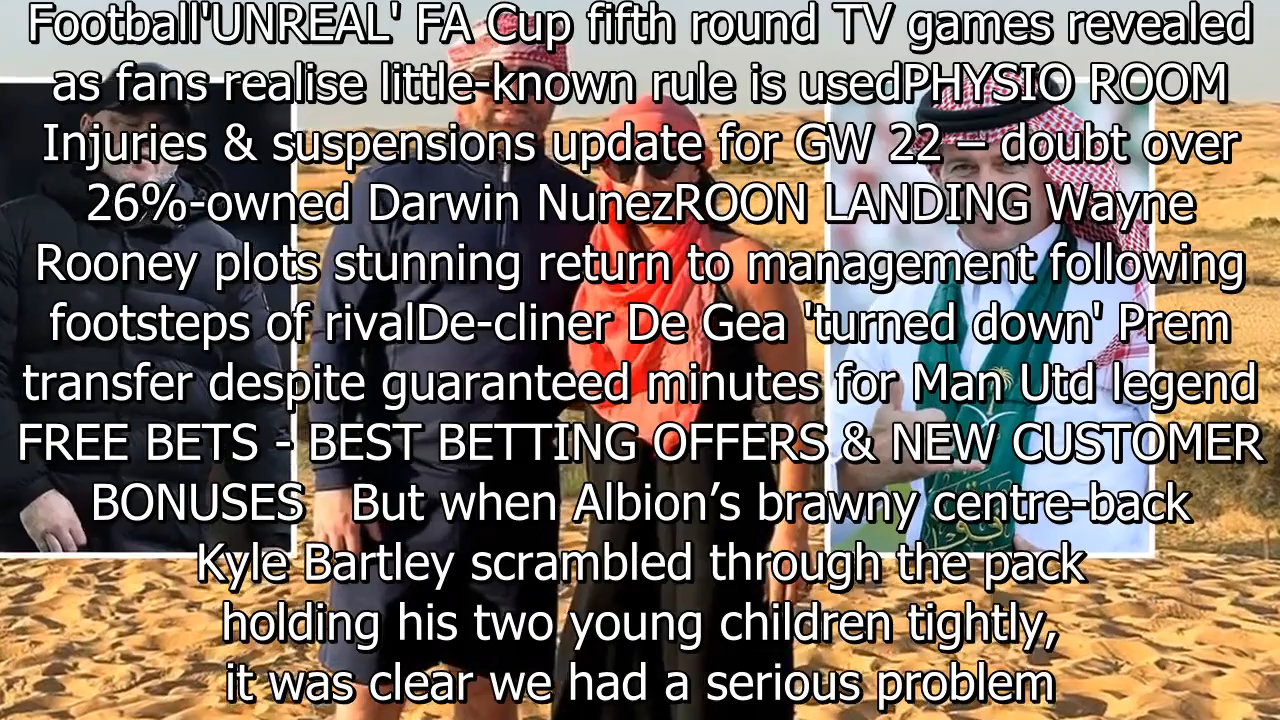 Football'UNREAL' FA Cup fifth round TV games revealed
as fans realise little-known rule is usedPHYSIO ROOM
Injuries & suspensions update for GW 22 – doubt over
26%-owned Darwin NunezROON LANDING Wayne
Rooney plots stunning return to management following
footsteps of rivalDe-cliner De Gea 'turned down' Prem
transfer despite guaranteed minutes for Man Utd legend
FREE BETS - BEST BETTING OFFERS & NEW CUSTOMER
BONUSES But when Albion’s brawny centre-back
Kyle Bartley scrambled through the pack
holding his two young children tightly,
it was clear we had a serious problem